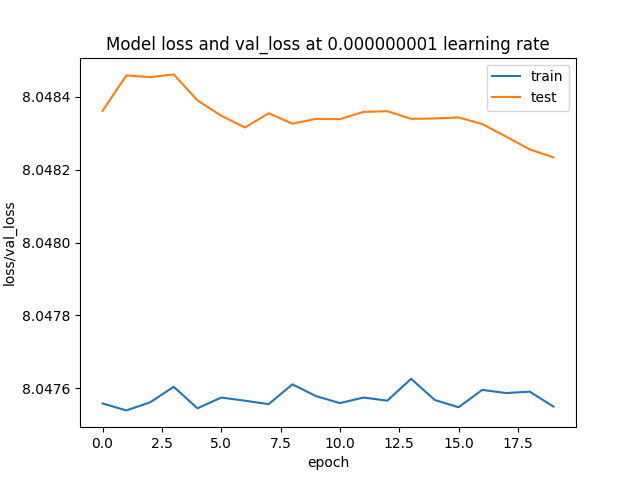 Model loss and val_loss at 0.000000001 learning rate
train
test
8.0484
8.0482
8.0480
8.0478
8.0476
loss/val_loss
0.0
2.5
5.0
7.5
10.0
12.5
15.0
17.5
epoch